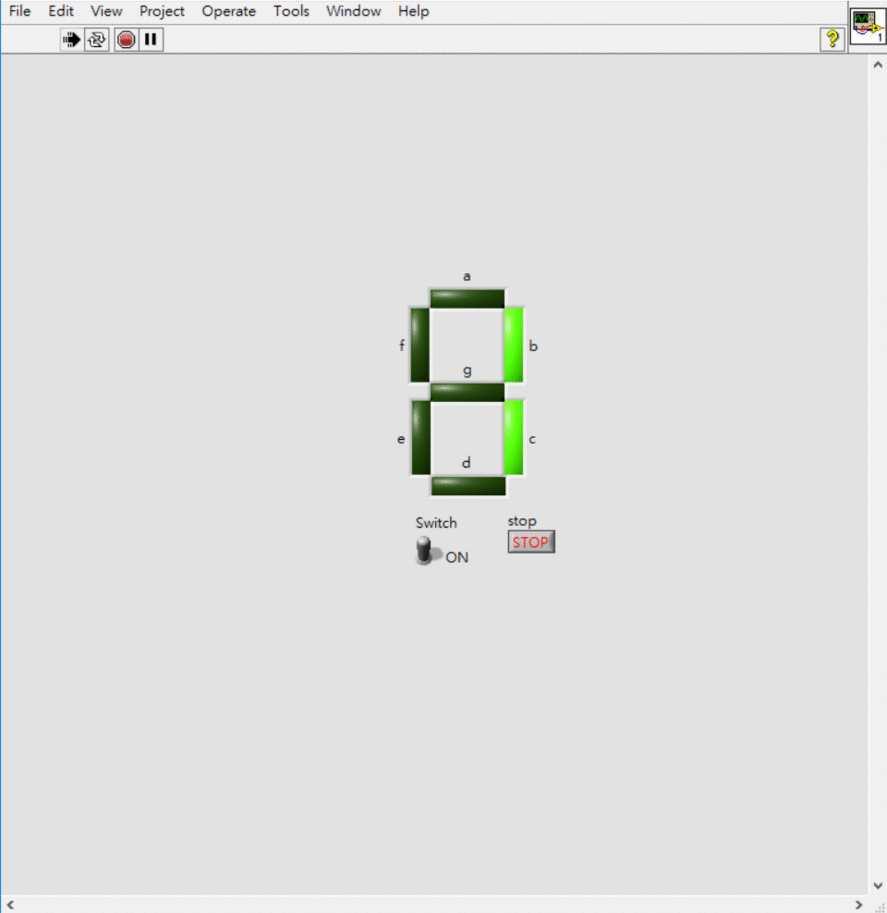 File Edit View Project Operate Tools Window Help
?
1
a
f
b
g
e
c
d
Switch
stop
STOP
ON